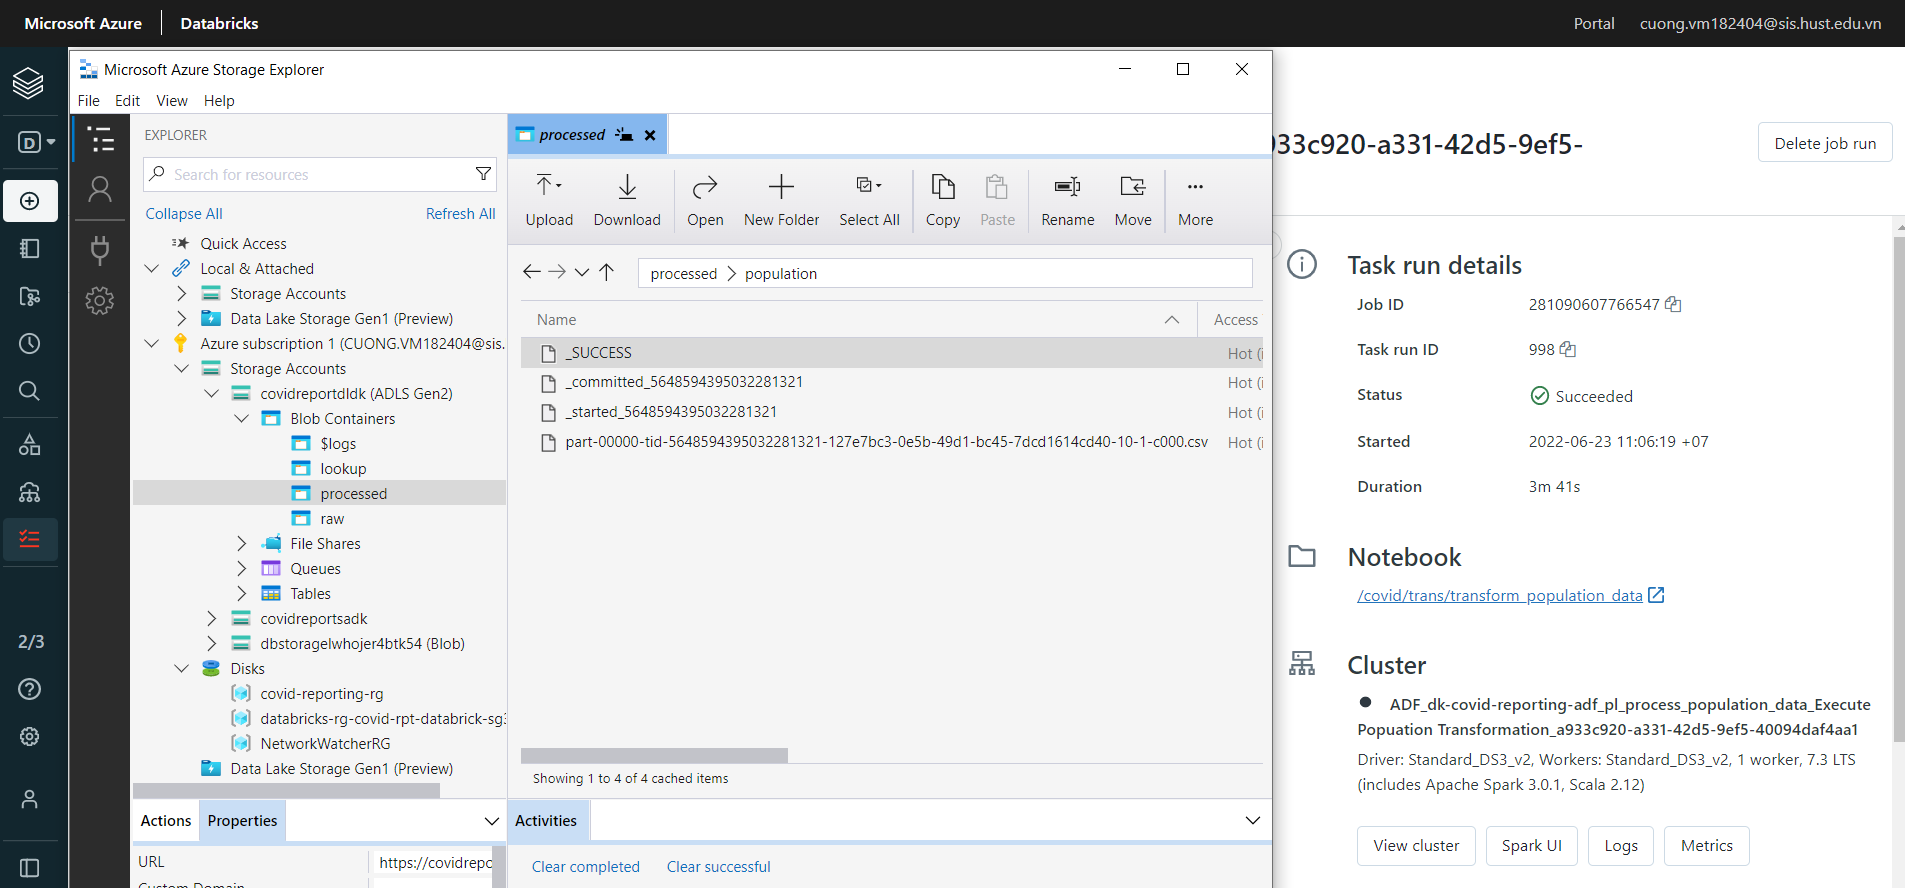 Microsoft Azure
Databricks
Portal
cuong.vm182404@sis.hust.edu.vn
D
2/3
Microsoft Azure Storage Explorer
File Edit View Help
EXPLORER
Search for resources
Collapse All
Refresh All
Quick Access
Local & Attached
Storage Accounts
Data Lake Storage Gen1 (Preview)
Azure subscription 1 (CUONG.VM182404@sis.
Storage Accounts
covidreportdldk (ADLS Gen2)
Blob Containers
$logs
lookup
processed
raw
File Shares
Queues
Tables
covidreportsadk
dbstoragelwhojer4btk54 (Blob)
Disks
covid-reporting-rg
databricks-rg-covid-rpt-databrick-sg3
NetworkWatcherRG
Data Lake Storage Gen1 (Preview)
Actions
Properties
URL
https://covidrepo
Custom Domain
processed
Upload
Download
Open
New Folder
Select All
Copy
Paste
Rename
Move
More
processed > population
Name
Access
_SUCCESS
Hot (i
_committed_5648594395032281321
Hot (i
_started_5648594395032281321
Hot (i
part-00000-tid-5648594395032281321-127e7bc3-0e5b-49d1-bc45-7dcd1614cd40-10-1-c000.csv
Hot (i
Showing 1 to 4 of 4 cached items
Activities
Clear completed
Clear successful
933c920-a331-42d5-9ef5-
Delete job run
Task run details
Job ID
281090607766547
Task run ID
998
Status
Succeeded
Started
2022-06-23 11:06:19 +07
Duration
3m 41s
Notebook
/covid/trans/transform_population_data
Cluster
ADF_dk-covid-reporting-adf_pl_process_population_data_Execute
Popuation Transformation_a933c920-a331-42d5-9ef5-40094daf4aa1
Driver: Standard_DS3_v2, Workers: Standard_DS3_v2, 1 worker, 7.3 LTS
(includes Apache Spark 3.0.1, Scala 2.12)
View cluster
Spark UI
Logs
Metrics